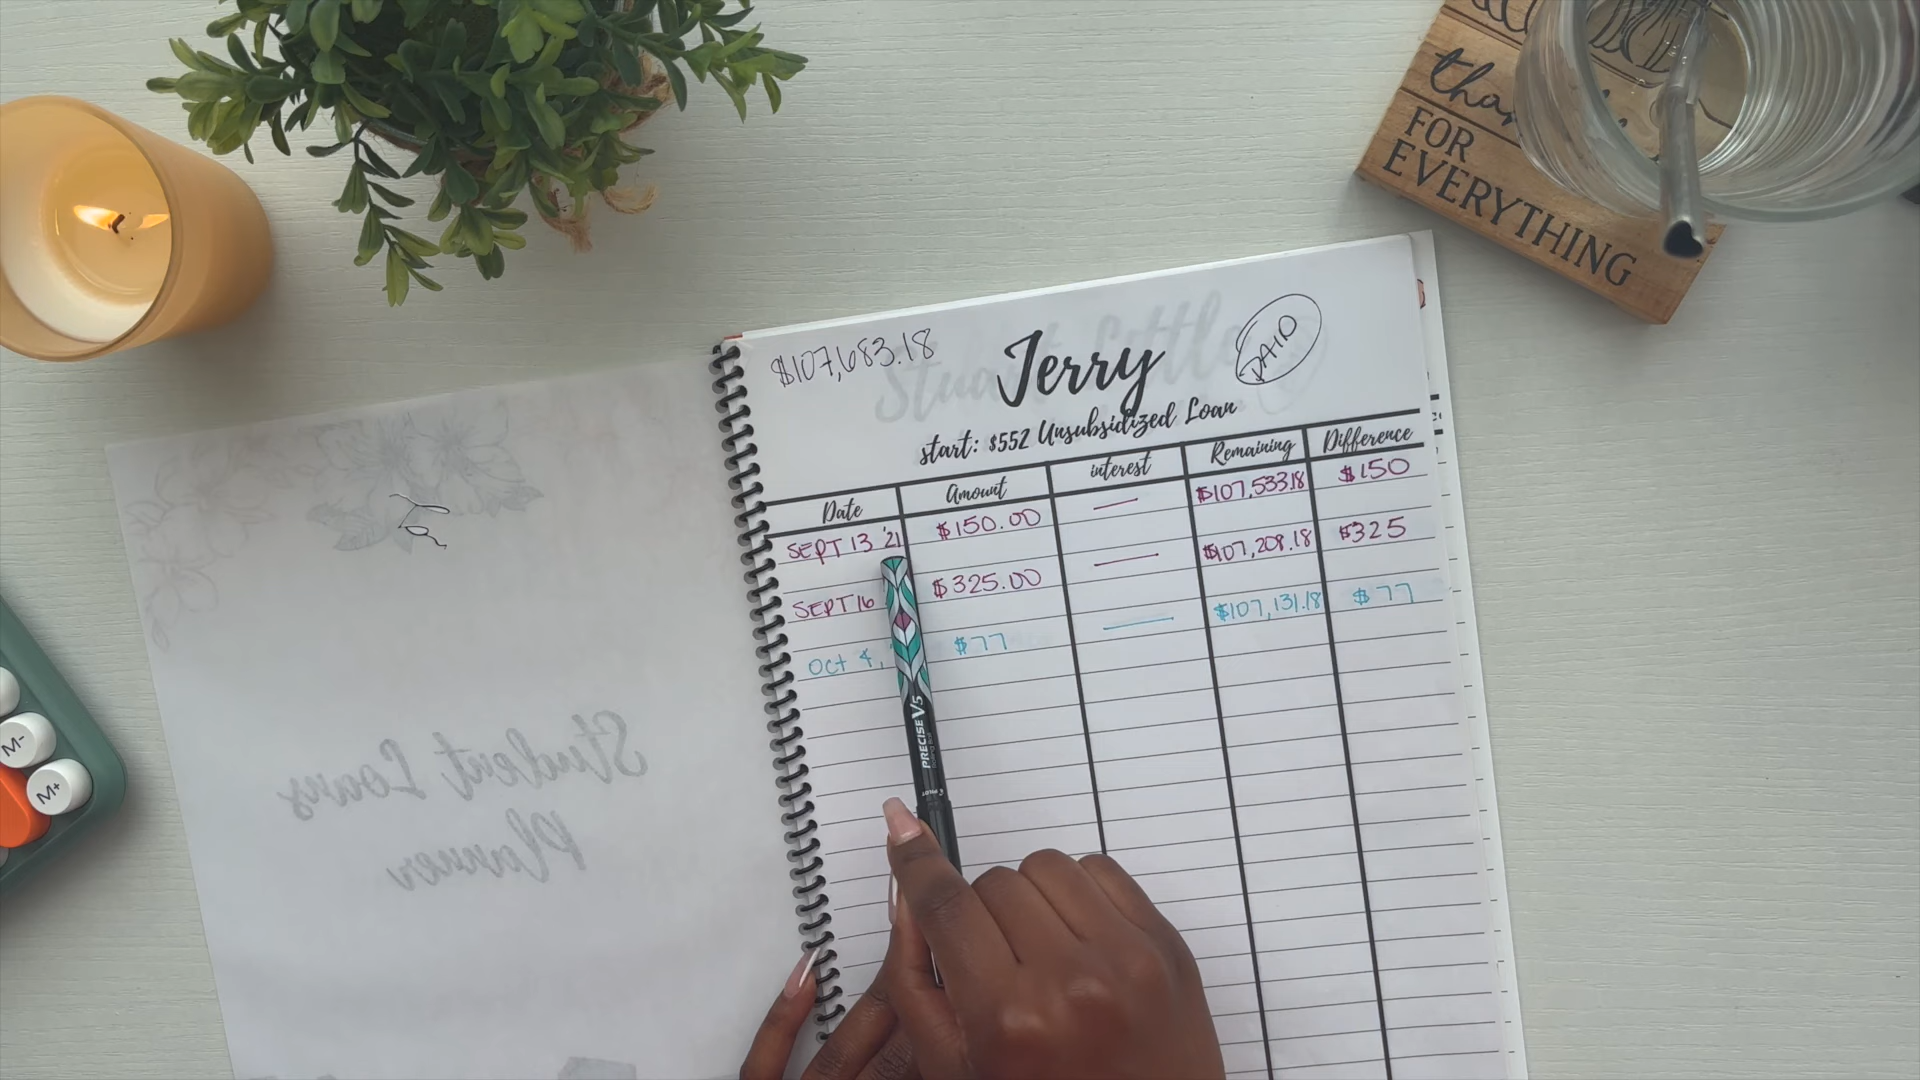 FOR
EVERYTHING
$107,683.18
Jerry
PAID
start: $552 Unsubsidized Loan
Date Amount interest Remaining Difference
SEPT 13 '21 $150.00 — $107,533.18 $150
SEPT 16 $325.00 — $107,208.18 $325
Oct 4, $77 — $107,131.18 $77
PRECISE V5
PILOT
M-
M+
Student Loans
Planner